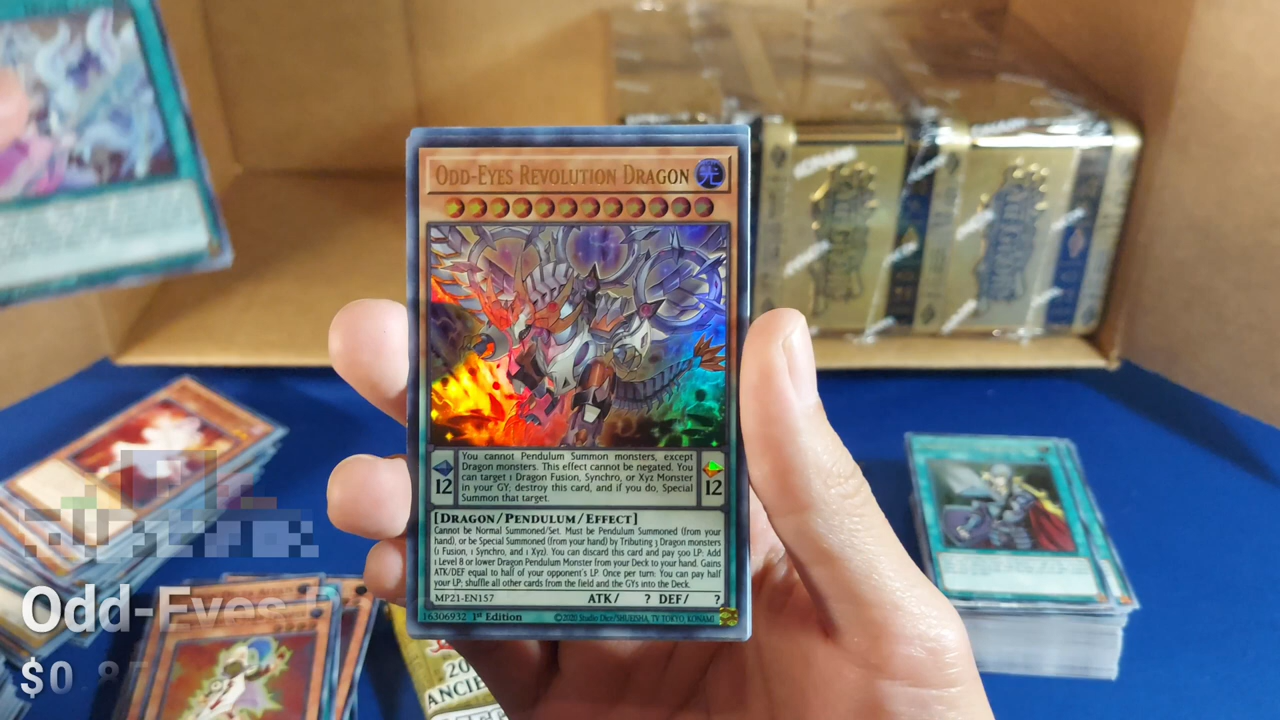 ODD-EYES REVOLUTION DRAGON
光
You cannot Pendulum Summon monsters, except
Dragon monsters. This effect cannot be negated. You
can target 1 Dragon Fusion, Synchro, or Xyz Monster
in your GY; destroy this card, and if you do, Special
Summon that target.
12
12
[DRAGON/PENDULUM/EFFECT]
Cannot be Normal Summoned/Set. Must be Pendulum Summoned (from your
hand), or be Special Summoned (from your hand) by Tributing 3 Dragon monsters
(1 Fusion, 1 Synchro, and 1 Xyz). You can discard this card and pay 500 LP: Add
1 Level 8 or lower Dragon Pendulum Monster from your Deck to your hand. Gains
ATK/DEF equal to half of your opponent's LP. Once per turn: You can pay half
your LP; shuffle all other cards from the field and the GYs into the Deck.
MP21-EN157
ATK/ ? DEF/ ?
16306932 1st Edition
©2020 Studio Dice/SHUEISHA, TV TOKYO, KONAMI
Odd-Eyes
$0.85
20
ANCIE